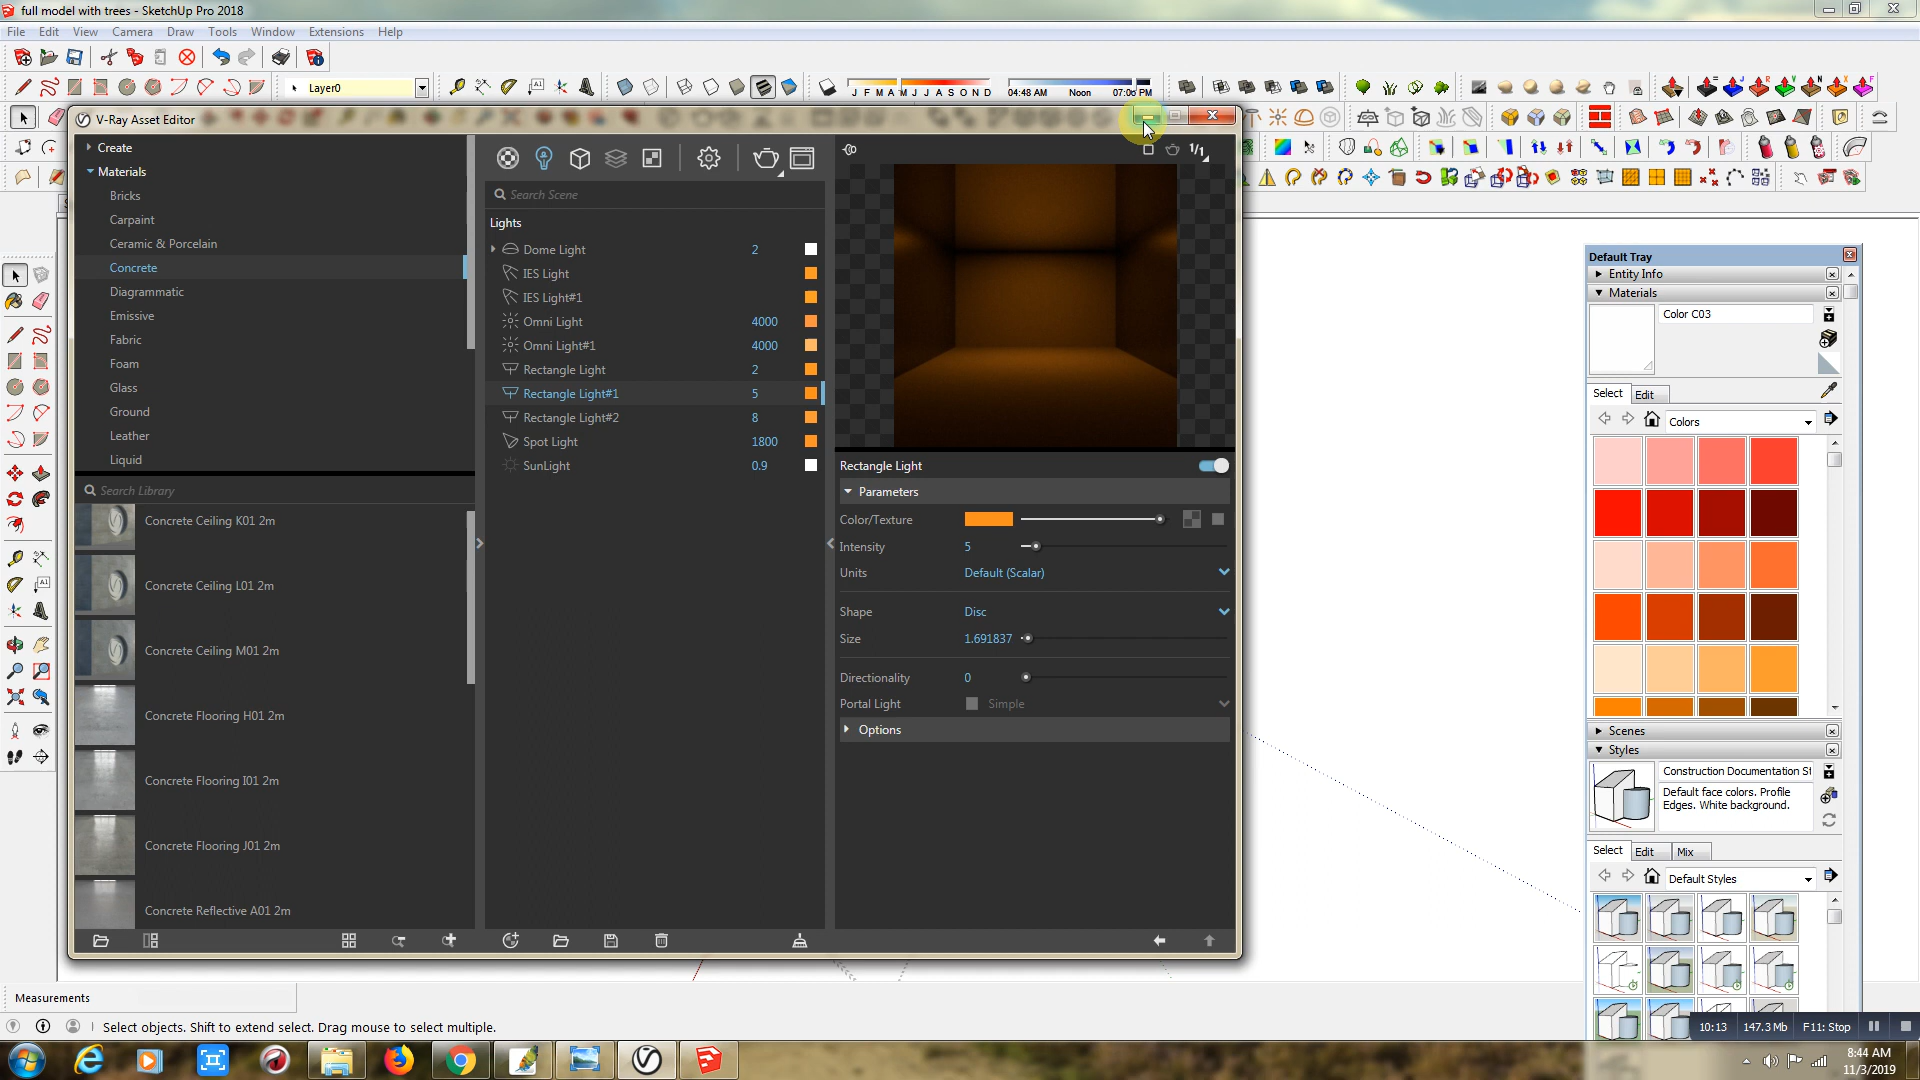 full model with trees - SketchUp Pro 2018
File Edit View Camera Draw Tools Window Extensions Help
Layer0
J F M A M J J A S O N D
04:48 AM Noon 07:06 PM
V-Ray Asset Editor
Create
Materials
Bricks
Carpaint
Ceramic & Porcelain
Concrete
Diagrammatic
Emissive
Fabric
Foam
Glass
Ground
Leather
Liquid
Search Library
Concrete Ceiling K01 2m
Concrete Ceiling L01 2m
Concrete Ceiling M01 2m
Concrete Flooring H01 2m
Concrete Flooring I01 2m
Concrete Flooring J01 2m
Concrete Reflective A01 2m
Search Scene
Lights
Dome Light 2
IES Light
IES Light#1
Omni Light 4000
Omni Light#1 4000
Rectangle Light 2
Rectangle Light#1 5
Rectangle Light#2 8
Spot Light 1800
SunLight 0.9
1/1
Rectangle Light
Parameters
Color/Texture
Intensity 5
Units Default (Scalar)
Shape Disc
Size 1.691837
Directionality 0
Portal Light Simple
Options
Default Tray
Entity Info
Materials
Color C03
Select Edit
Colors
Scenes
Styles
Construction Documentation St
Default face colors. Profile
Edges. White background.
Select Edit Mix
Default Styles
Measurements
Select objects. Shift to extend select. Drag mouse to select multiple.
10:13 147.3 Mb F11: Stop
8:44 AM
11/3/2019